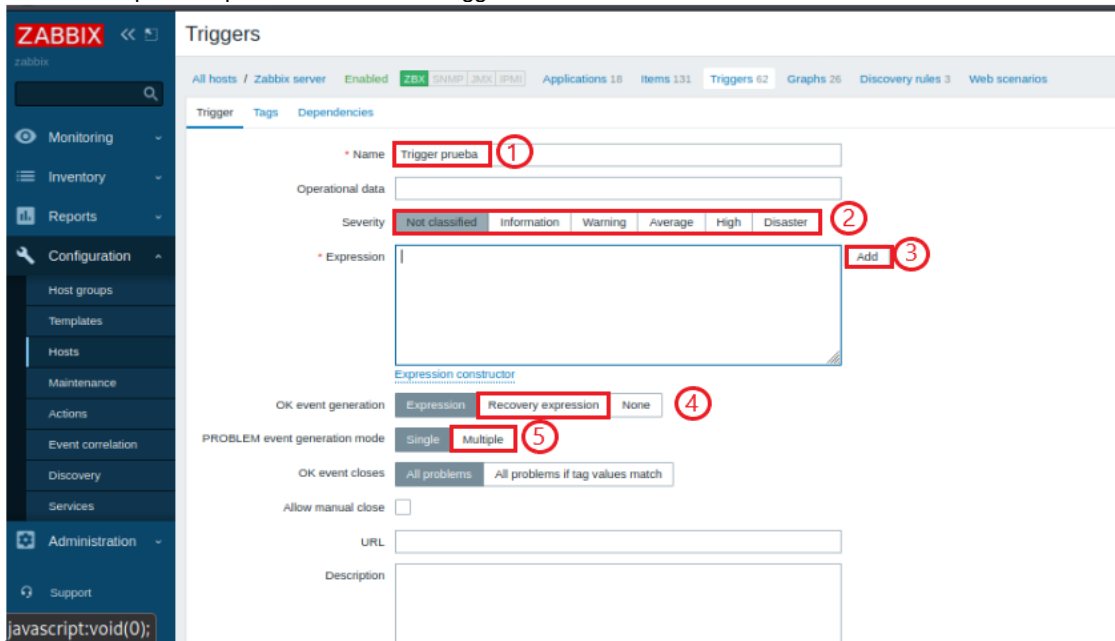 ZABBIX
Triggers
zabbix
All hosts / Zabbix server Enabled ZBX SNMP JMX IPMI Applications 18 Items 131 Triggers 62 Graphs 26 Discovery rules 3 Web scenarios
Trigger Tags Dependencies
Monitoring
Inventory
Reports
Configuration
Host groups
Templates
Hosts
Maintenance
Actions
Event correlation
Discovery
Services
Administration
Support
javascript:void(0);
* Name Trigger prueba 1
Operational data
Severity Not classified Information Warning Average High Disaster 2
* Expression Add 3
Expression constructor
OK event generation Expression Recovery expression None 4
PROBLEM event generation mode Single Multiple 5
OK event closes All problems All problems if tag values match
Allow manual close
URL
Description